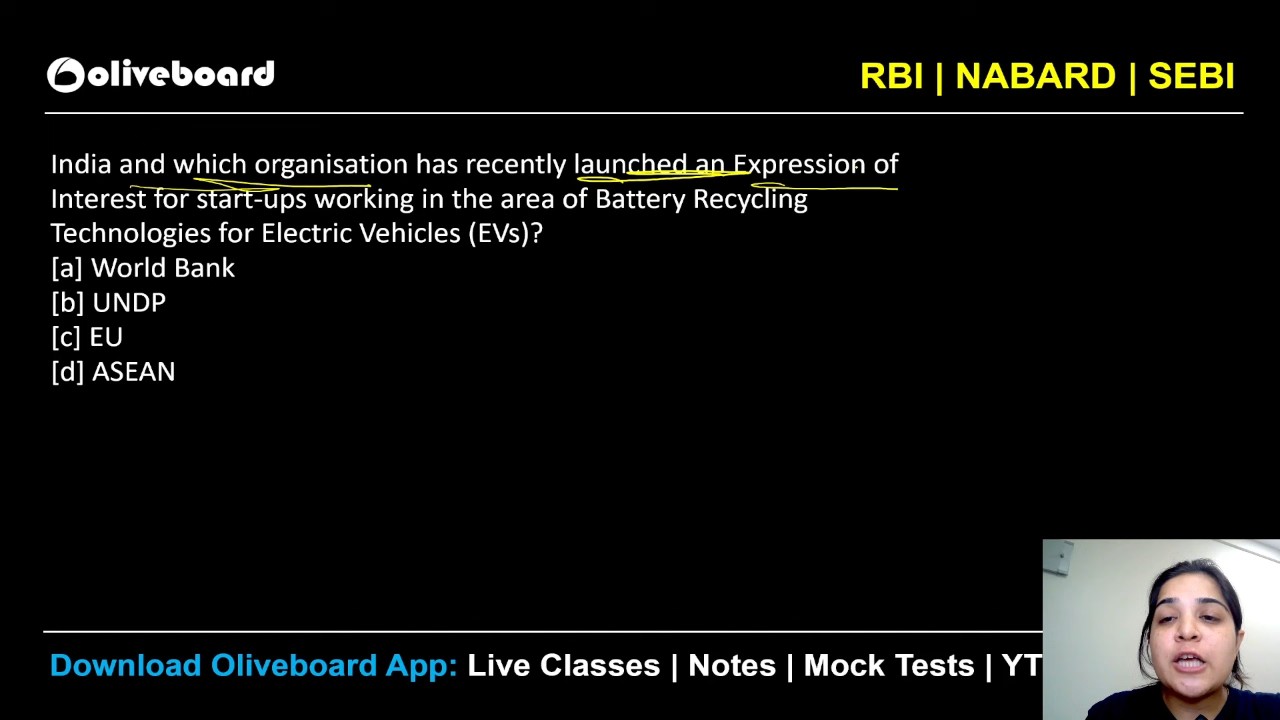 oliveboard
RBI | NABARD | SEBI
India and which organisation has recently launched an Expression of
Interest for start-ups working in the area of Battery Recycling
Technologies for Electric Vehicles (EVs)?
[a] World Bank
[b] UNDP
[c] EU
[d] ASEAN
Download Oliveboard App: Live Classes | Notes | Mock Tests | YT